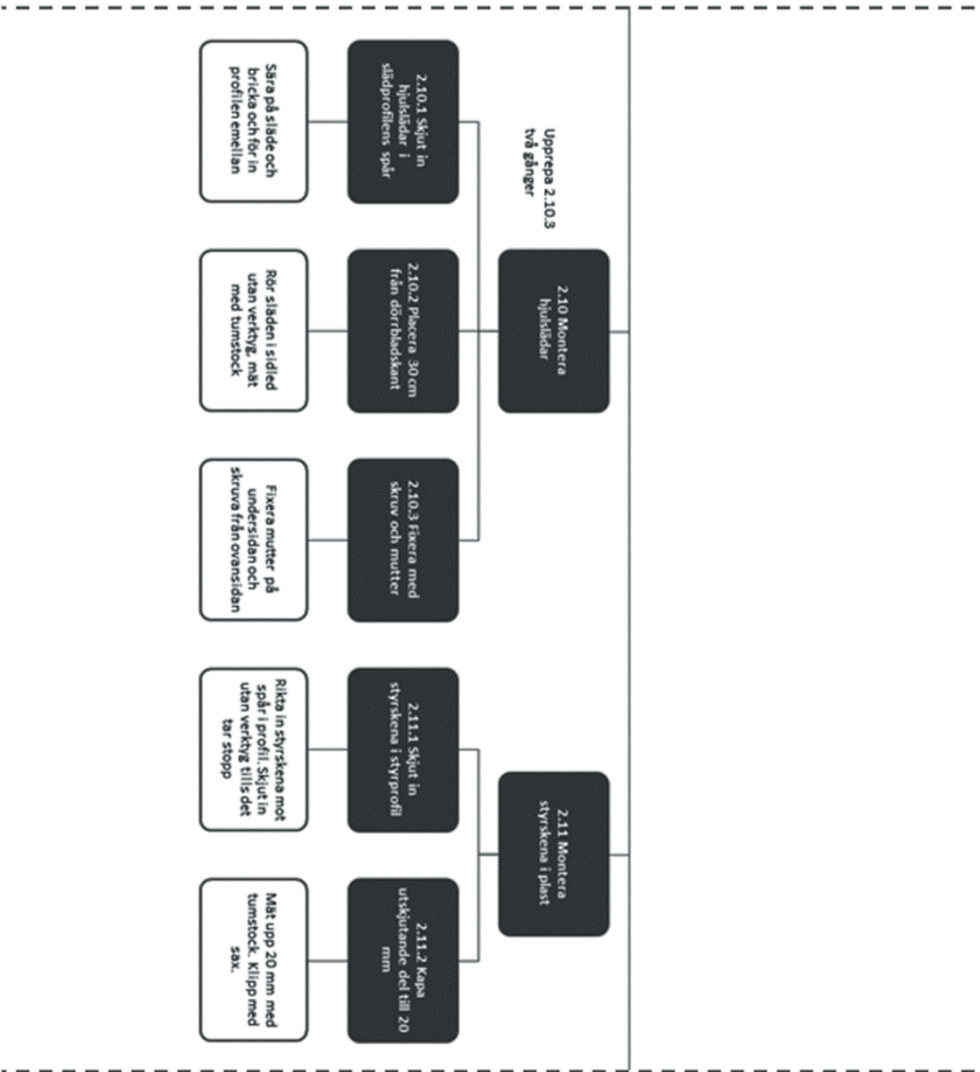 2.10 Montera
hjulslädar
Upprepa 2.10.3
två gånger
2.10.1 Skjut in
hjulslädar i
slädprofilens spår
Sära på släde och
bricka och för in
profilen emellan
2.10.2 Placera 30 cm
från dörrbladskant
Rör släden i sidled
utan verktyg, mät
med tumstock
2.10.3 Fixera med
skruv och mutter
Fixera mutter på
undersidan och
skruva från ovansidan
2.11 Montera
styrskena i plast
2.11.1 Skjut in
styrskena i styrprofil
Rikta in styrskena mot
spår i profil. Skjut in
utan verktyg tills det
tar stopp
2.11.2 Kapa
utskjutande del till 20
mm
Mät upp 20 mm med
tumstock. Klipp med
sax.